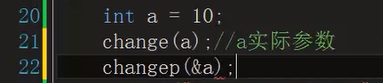 20 int a = 10;
21 change(a);//a实际参数
22 changep(&a);